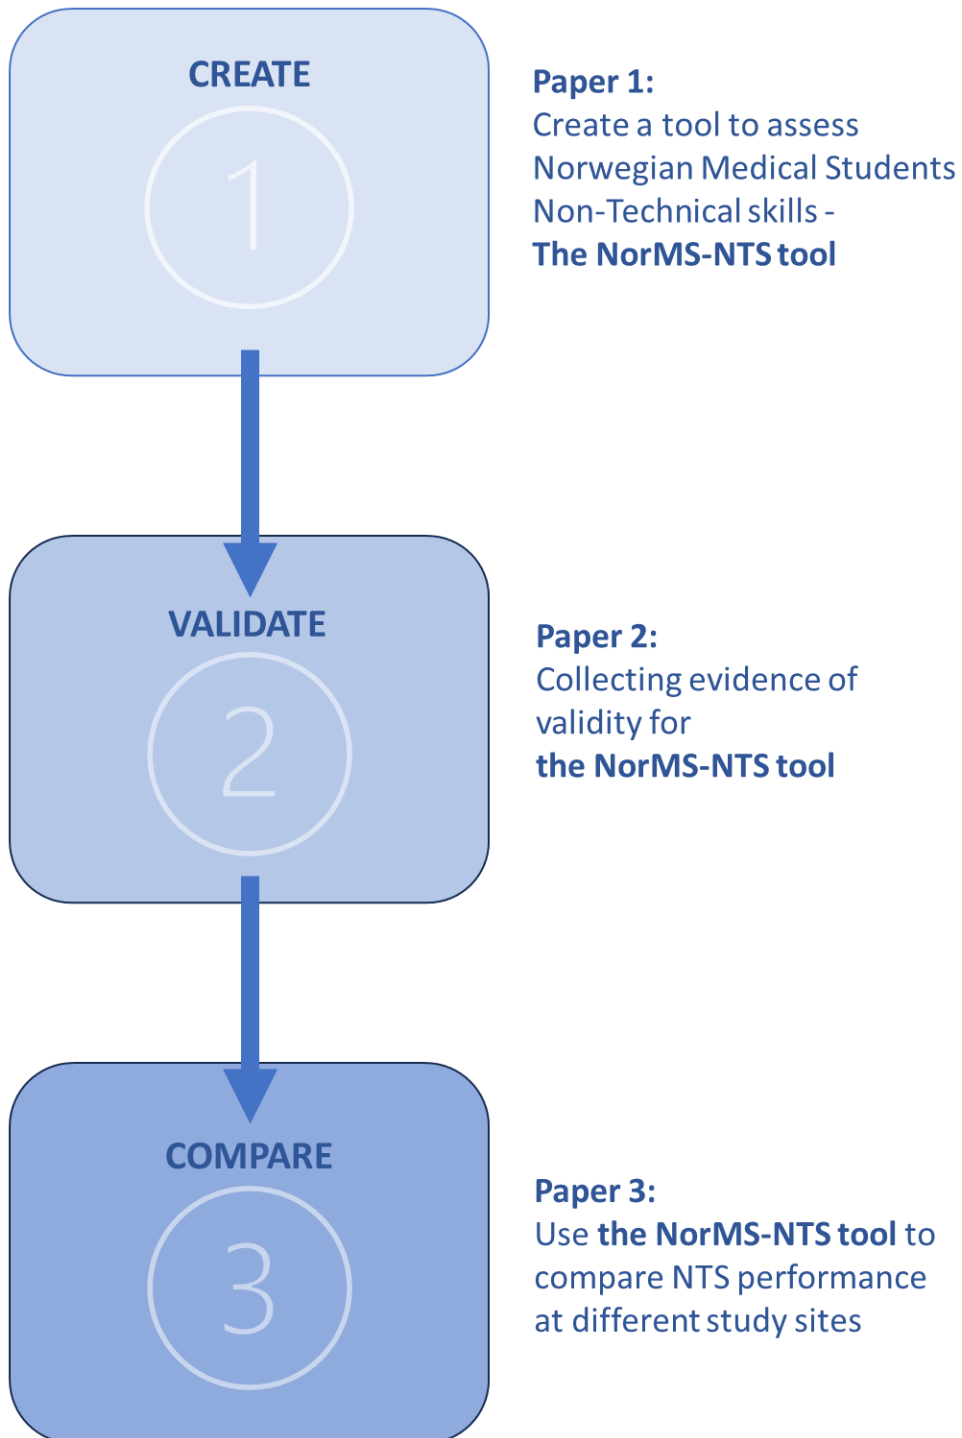 CREATE
1
Paper 1:
Create a tool to assess
Norwegian Medical Students
Non-Technical skills -
The NorMS-NTS tool
VALIDATE
2
Paper 2:
Collecting evidence of
validity for
the NorMS-NTS tool
COMPARE
3
Paper 3:
Use the NorMS-NTS tool to
compare NTS performance
at different study sites